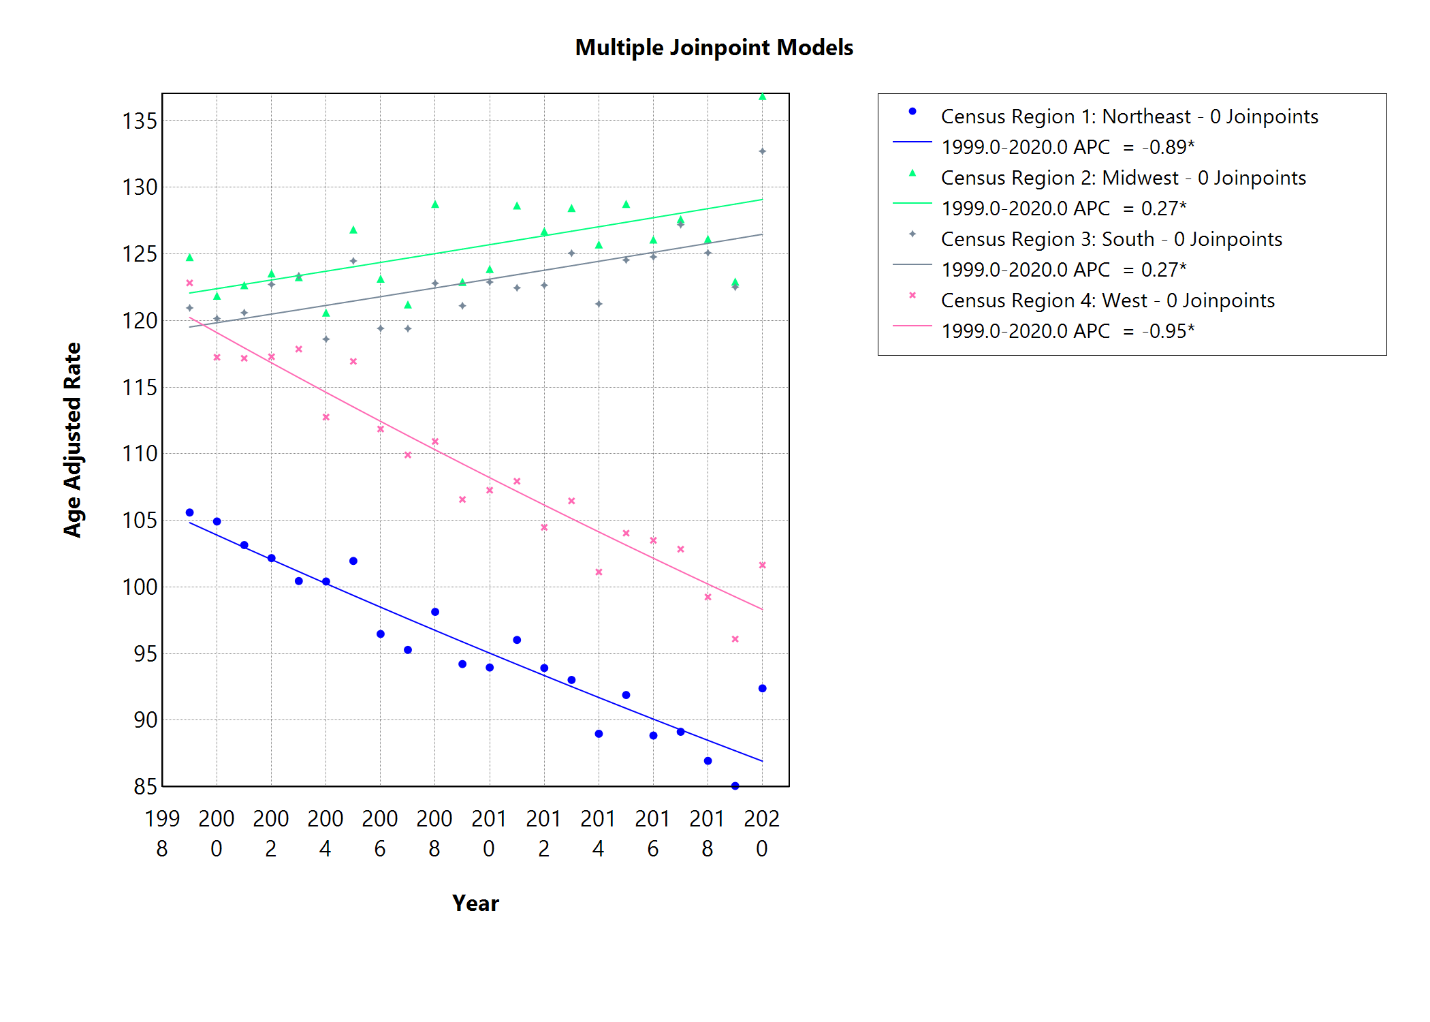 Multiple Joinpoint Models
Census Region 1: Northeast - 0 Joinpoints
1999.0-2020.0 APC = -0.89*
Census Region 2: Midwest - 0 Joinpoints
1999.0-2020.0 APC = 0.27*
Census Region 3: South - 0 Joinpoints
1999.0-2020.0 APC = 0.27*
Census Region 4: West - 0 Joinpoints
1999.0-2020.0 APC = -0.95*
Age Adjusted Rate
135
130
125
120
115
110
105
100
95
90
85
199 200 200 200 200 200 201 201 201 201 201 202
8 0 2 4 6 8 0 2 4 6 8 0
Year